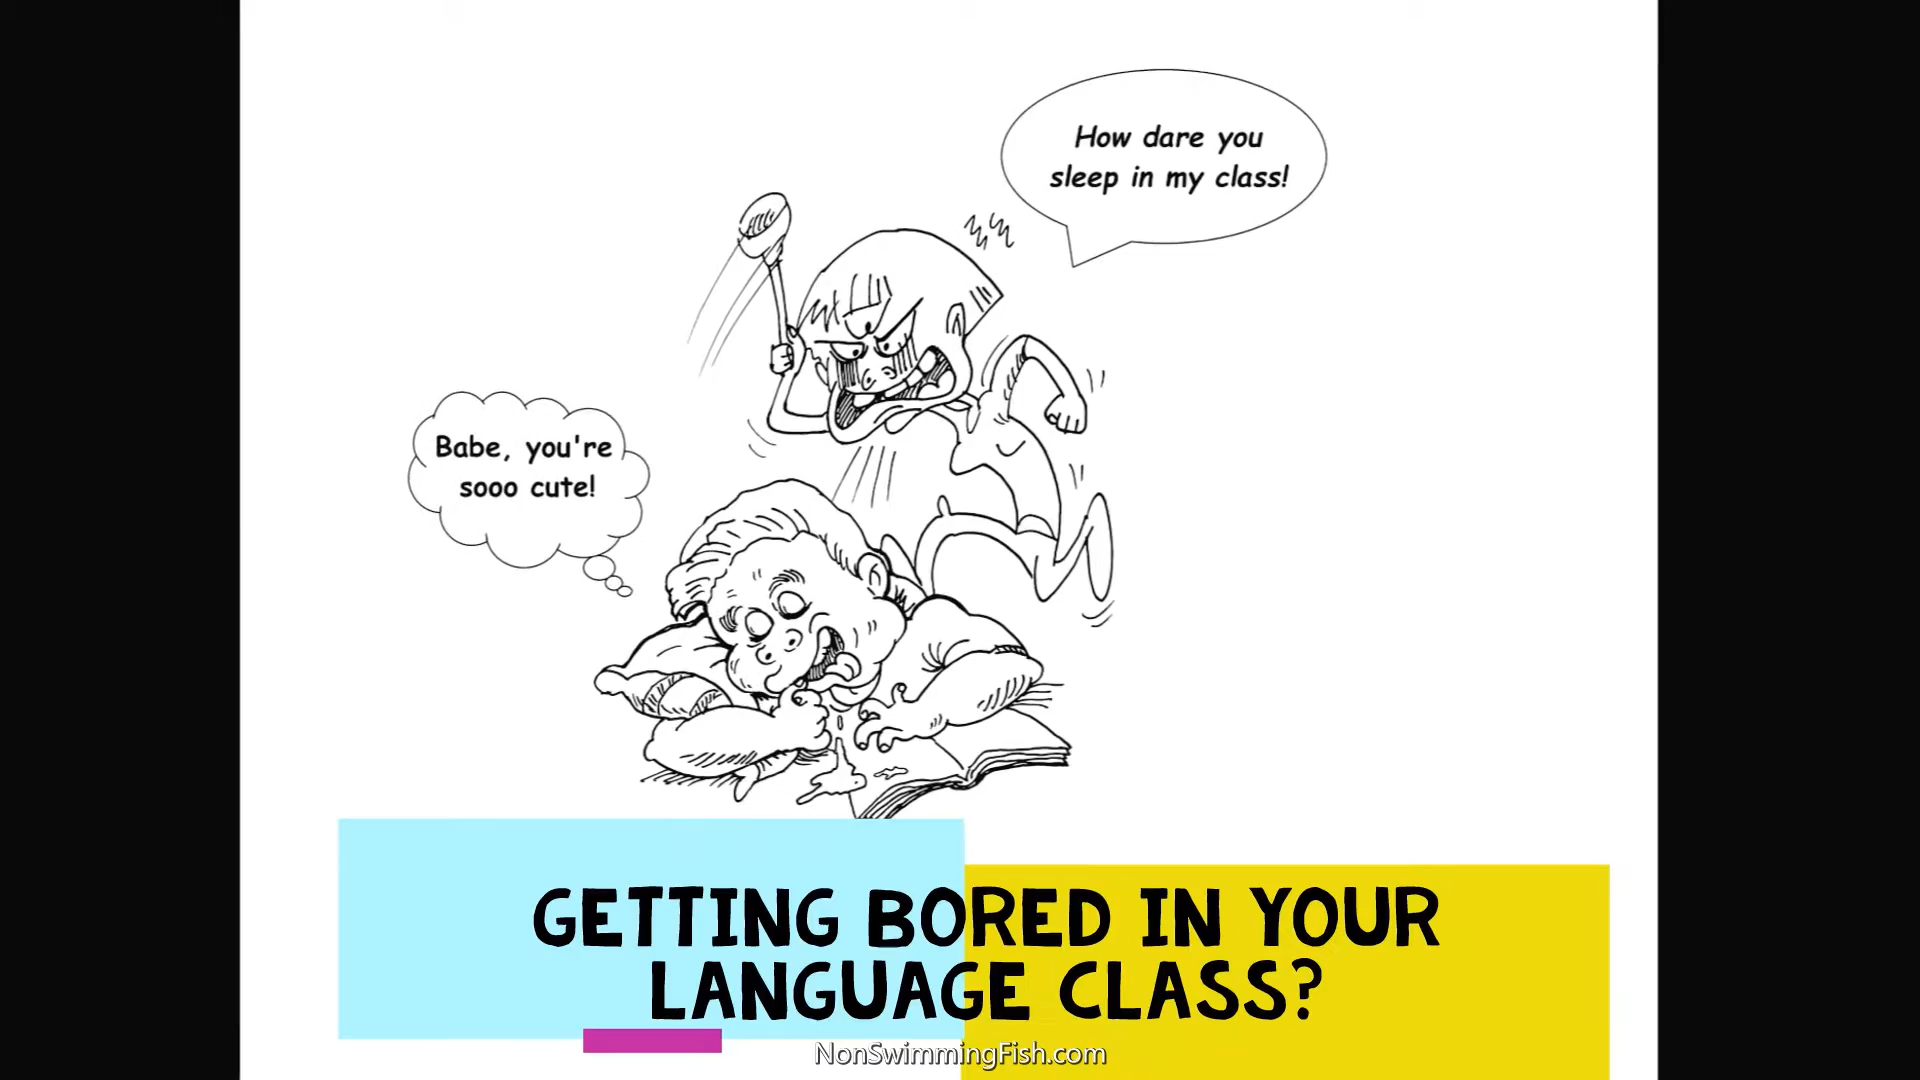 How dare you
sleep in my class!
Babe, you're
sooo cute!
GETTING BORED IN YOUR
LANGUAGE CLASS?
NonSwimmingFish.com